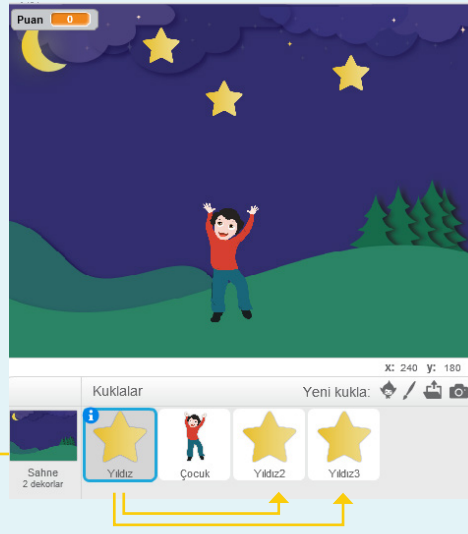 Puan 0
x: 240 y: 180
Kuklalar
Yeni kukla:
Sahne
2 dekorlar
Yıldız
Çocuk
Yıldız2
Yıldız3